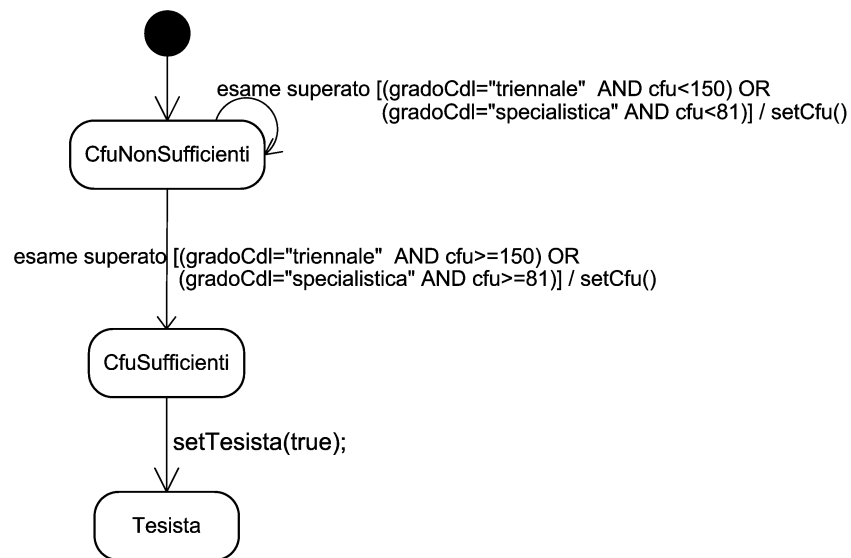 esame superato [(gradoCdl="triennale"  AND cfu<150) OR
(gradoCdl="specialistica" AND cfu<81)] / setCfu()
CfuNonSufficienti
esame superato [(gradoCdl="triennale"  AND cfu>=150) OR
(gradoCdl="specialistica" AND cfu>=81)] / setCfu()
CfuSufficienti
setTesista(true);
Tesista